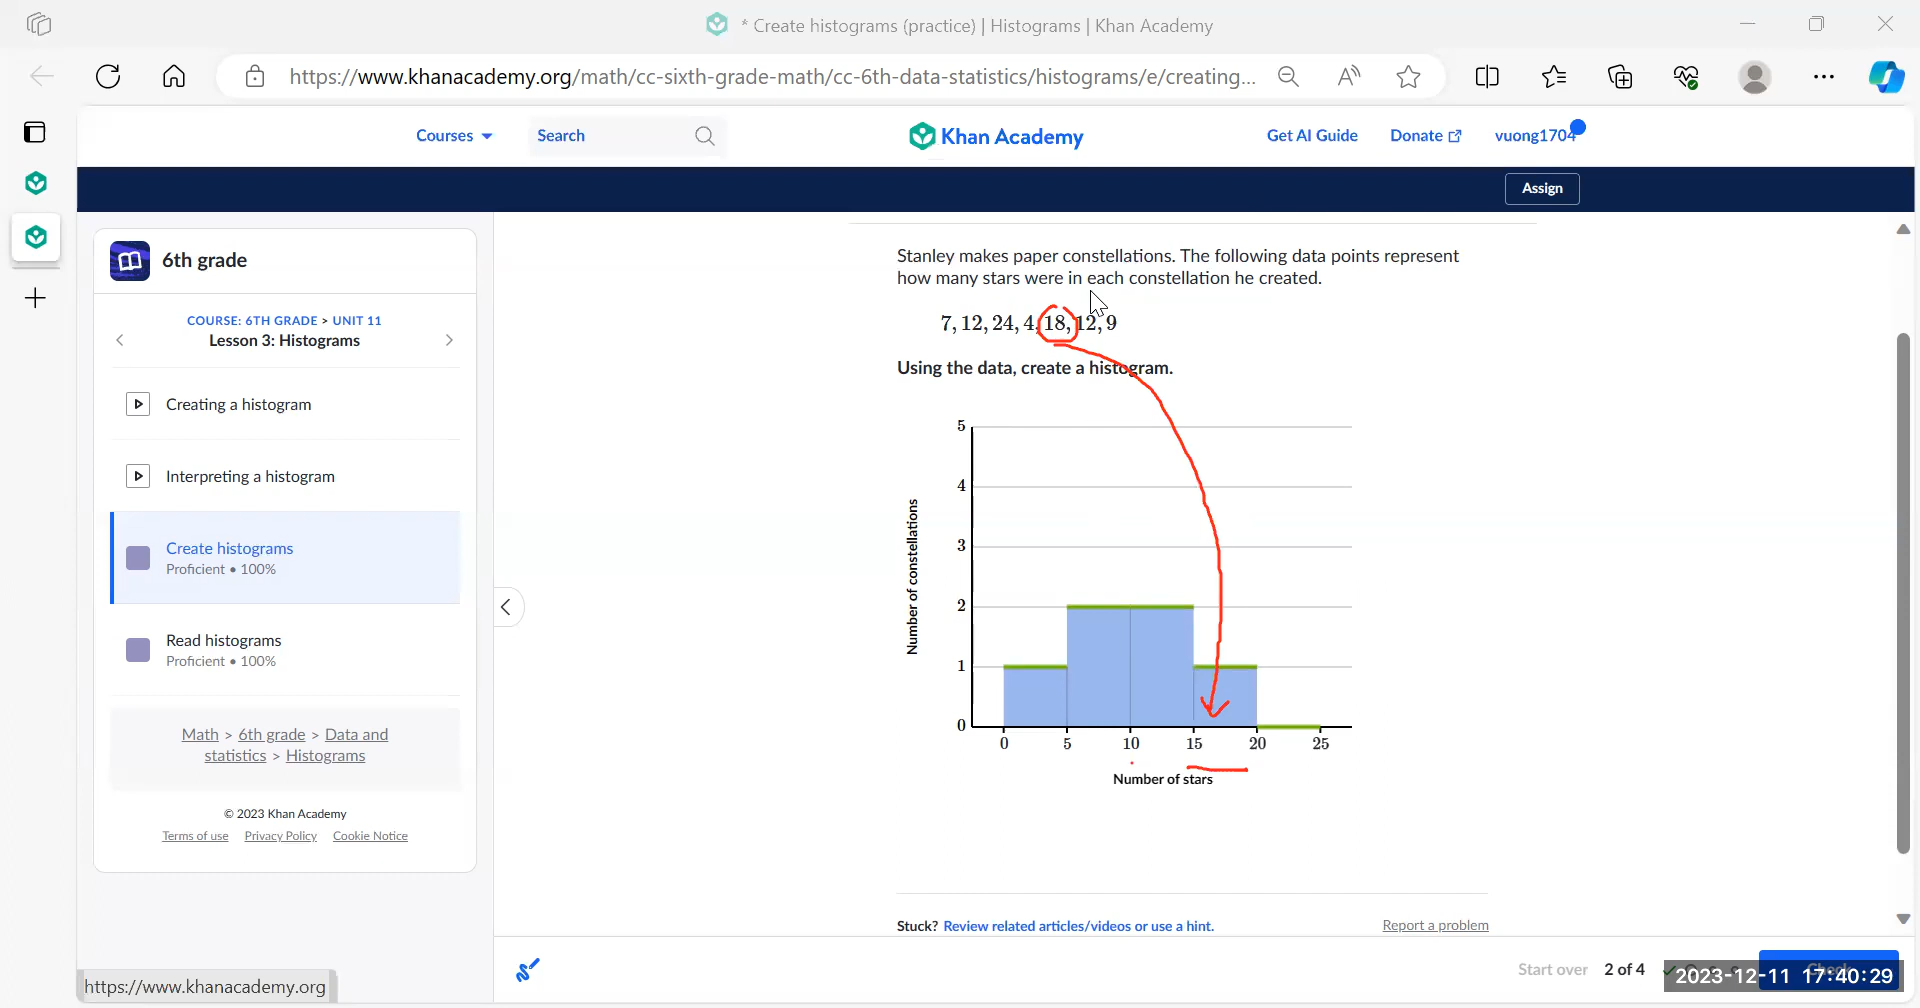 * Create histograms (practice) | Histograms | Khan Academy
https://www.khanacademy.org/math/cc-sixth-grade-math/cc-6th-data-statistics/histograms/e/creating...
Courses
Search
Khan Academy
Get AI Guide
Donate
vuong1704
Assign
6th grade
COURSE: 6TH GRADE > UNIT 11
Lesson 3: Histograms
Creating a histogram
Interpreting a histogram
Create histograms
Proficient • 100%
Read histograms
Proficient • 100%
Math > 6th grade > Data and
statistics > Histograms
© 2023 Khan Academy
Terms of use Privacy Policy Cookie Notice
https://www.khanacademy.org
Stanley makes paper constellations. The following data points represent
how many stars were in each constellation he created.
7, 12, 24, 4, 18, 12, 9
Using the data, create a histogram.
Number of constellations
5
4
3
2
1
0
0 5 10 15 20 25
Number of stars
Stuck? Review related articles/videos or use a hint.
Report a problem
Start over 2 of 4
2023-12-11 17:40:29